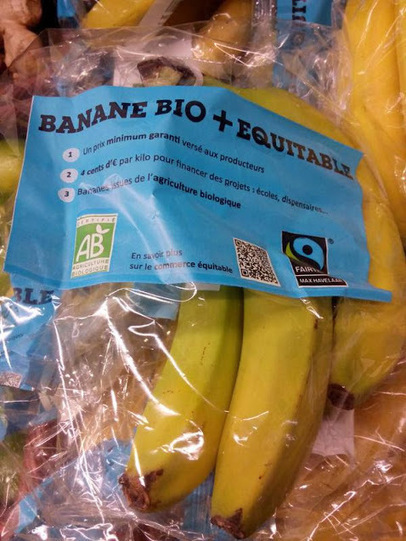 BANANE BIO + EQUITABLE
1 Un prix minimum garanti versé aux producteurs
2 4 cents d'€ par kilo pour financer des projets : écoles, dispensaires...
3 Bananes issues de l'agriculture biologique
CERTIFIÉ
AB
AGRICULTURE
BIOLOGIQUE
En savoir plus
sur le commerce équitable
FAIRTRADE
MAX HAVELAAR
BLE